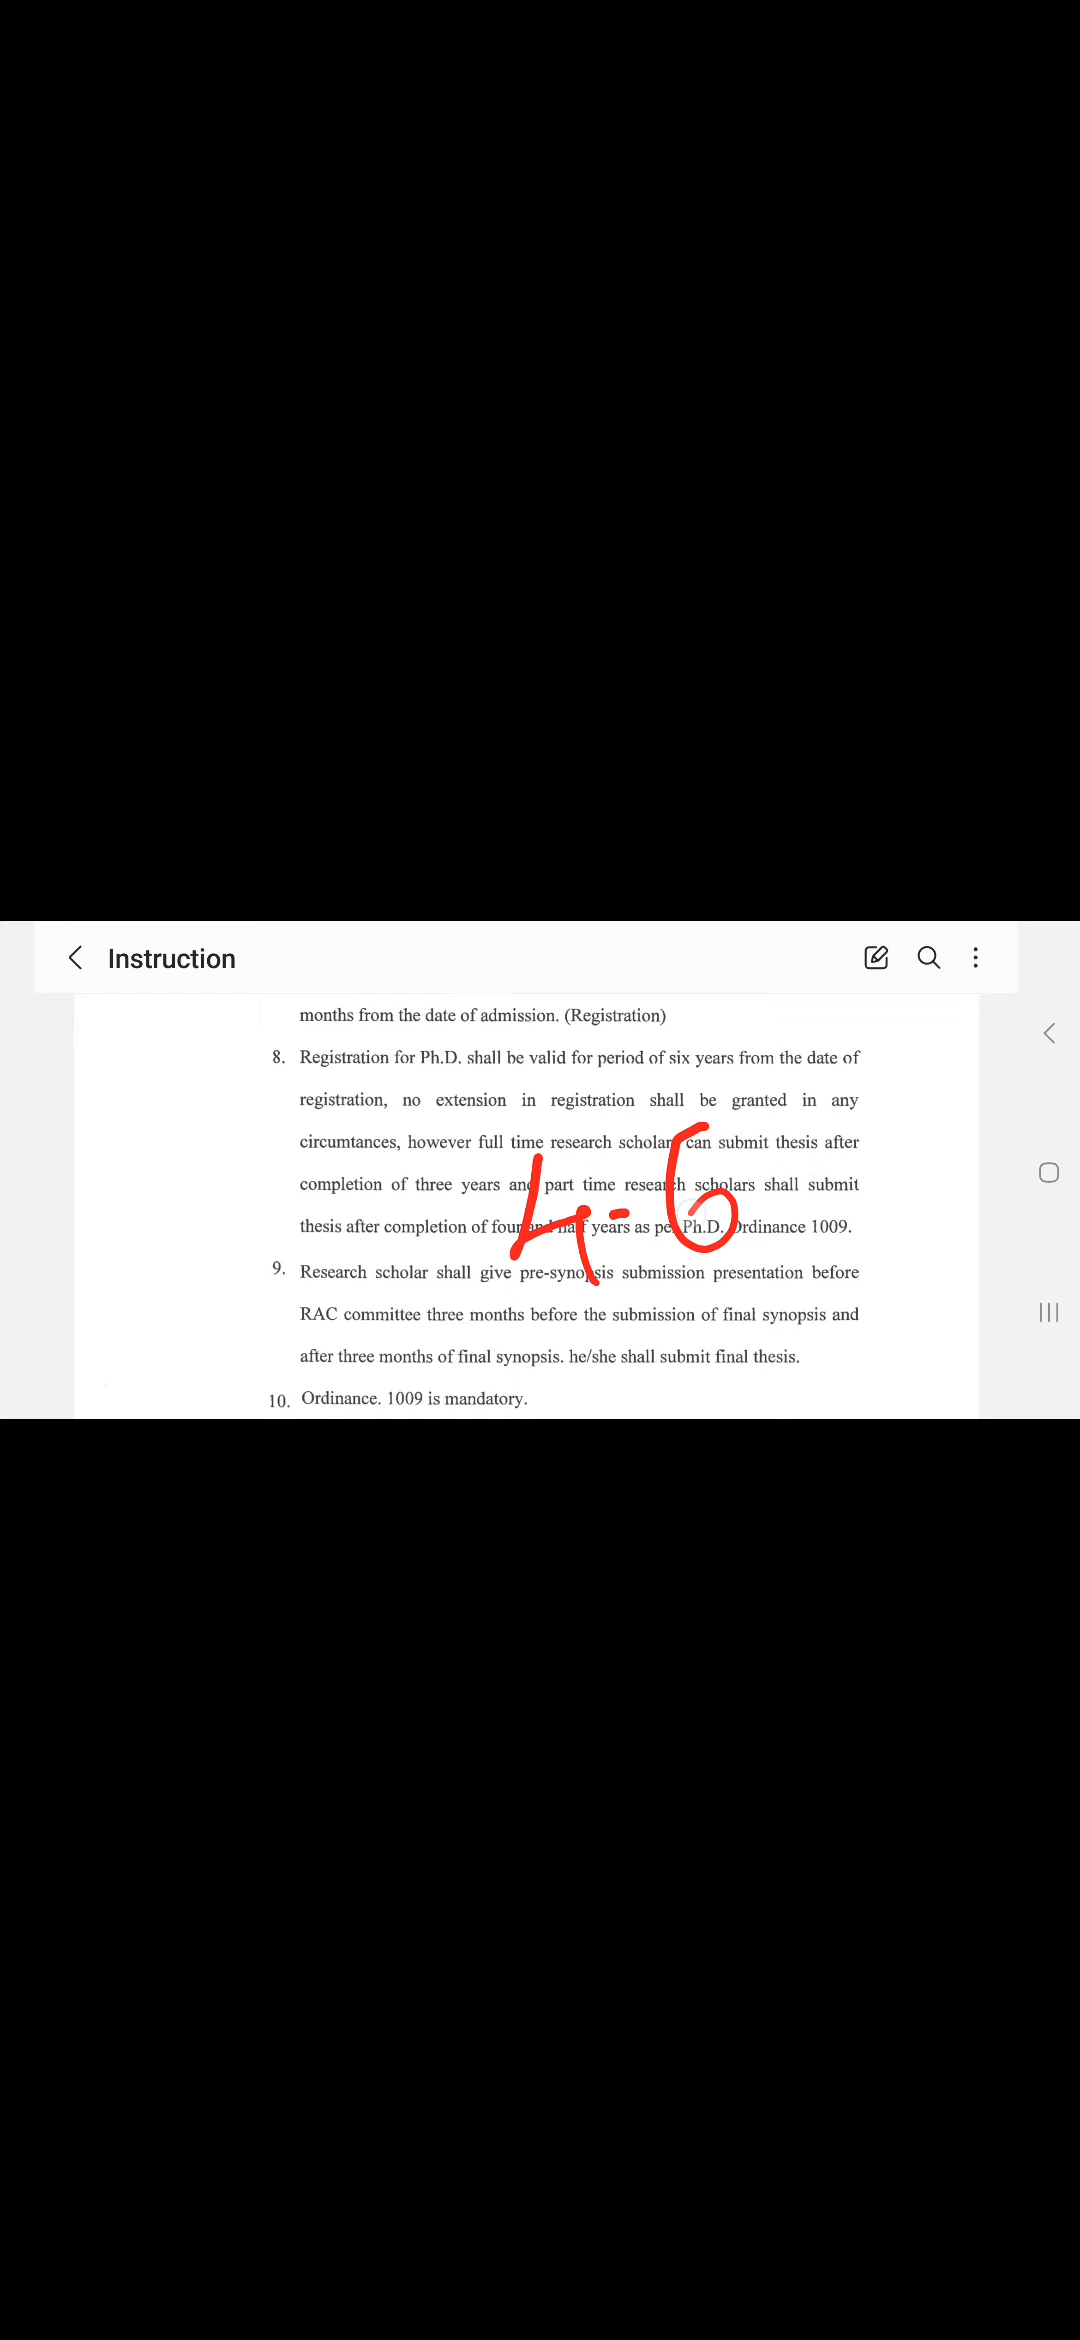 Instruction
months from the date of admission. (Registration)
8. Registration for Ph.D. shall be valid for period of six years from the date of
registration, no extension in registration shall be granted in any
circumtances, however full time research scholar can submit thesis after
completion of three years and part time research scholars shall submit
thesis after completion of four and half years as per Ph.D. Ordinance 1009.
4-6
9. Research scholar shall give pre-synopsis submission presentation before
RAC committee three months before the submission of final synopsis and
after three months of final synopsis. he/she shall submit final thesis.
10. Ordinance. 1009 is mandatory.